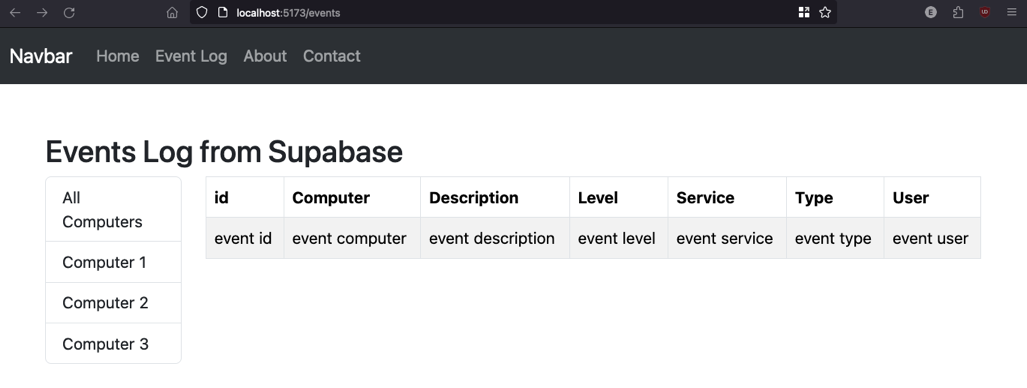 localhost:5173/events
Navbar Home Event Log About Contact
Events Log from Supabase
All
Computers
Computer 1
Computer 2
Computer 3
id Computer Description Level Service Type User
event id event computer event description event level event service event type event user